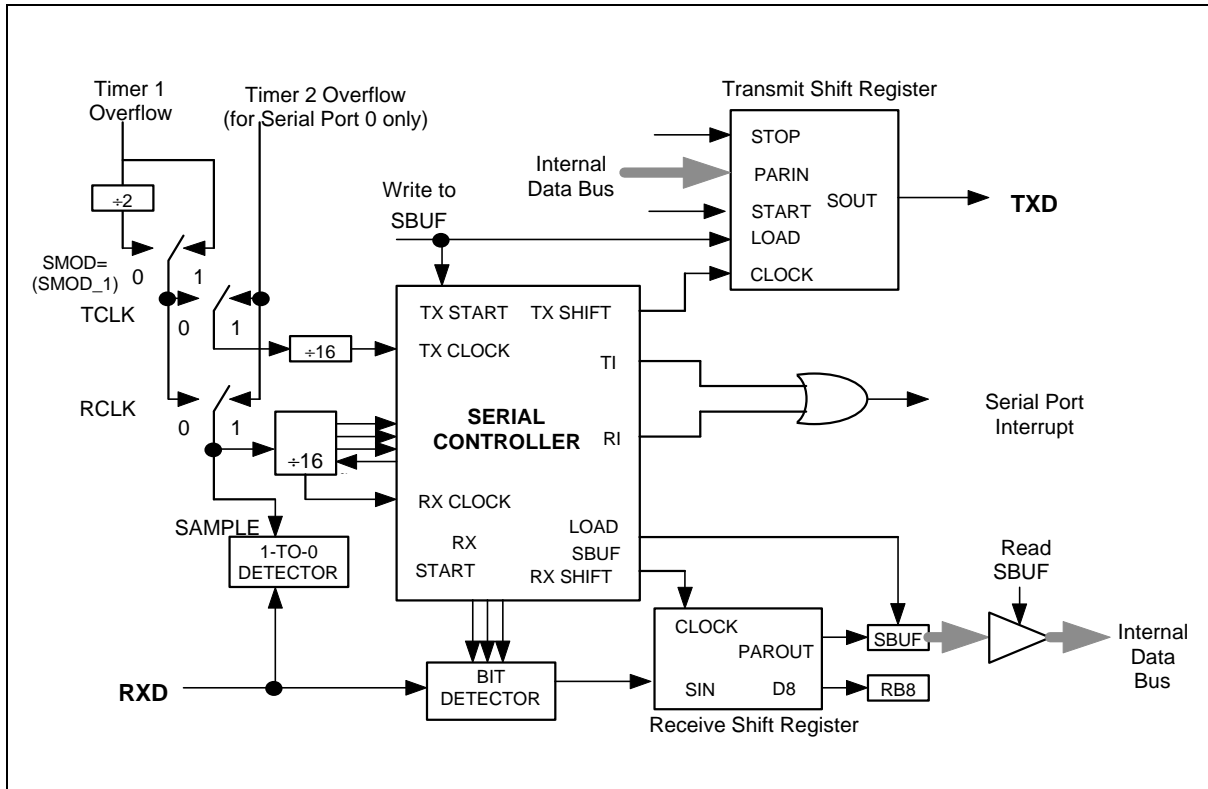 Timer 1
Overflow
Timer 2 Overflow
(for Serial Port 0 only)
÷2
SMOD=
(SMOD_1)
0
1
TCLK
0
1
÷16
RCLK
0
1
÷16
SAMPLE
1-TO-0
DETECTOR
RXD
Write to
SBUF
TX START
TX SHIFT
TX CLOCK
TI
SERIAL
CONTROLLER
RI
RX CLOCK
LOAD
SBUF
RX
START
RX SHIFT
BIT
DETECTOR
Transmit Shift Register
STOP
Internal
Data Bus
PARIN
SOUT
START
LOAD
CLOCK
TXD
Serial Port
Interrupt
CLOCK
PAROUT
SIN
D8
Receive Shift Register
SBUF
RB8
Read
SBUF
Internal
Data
Bus